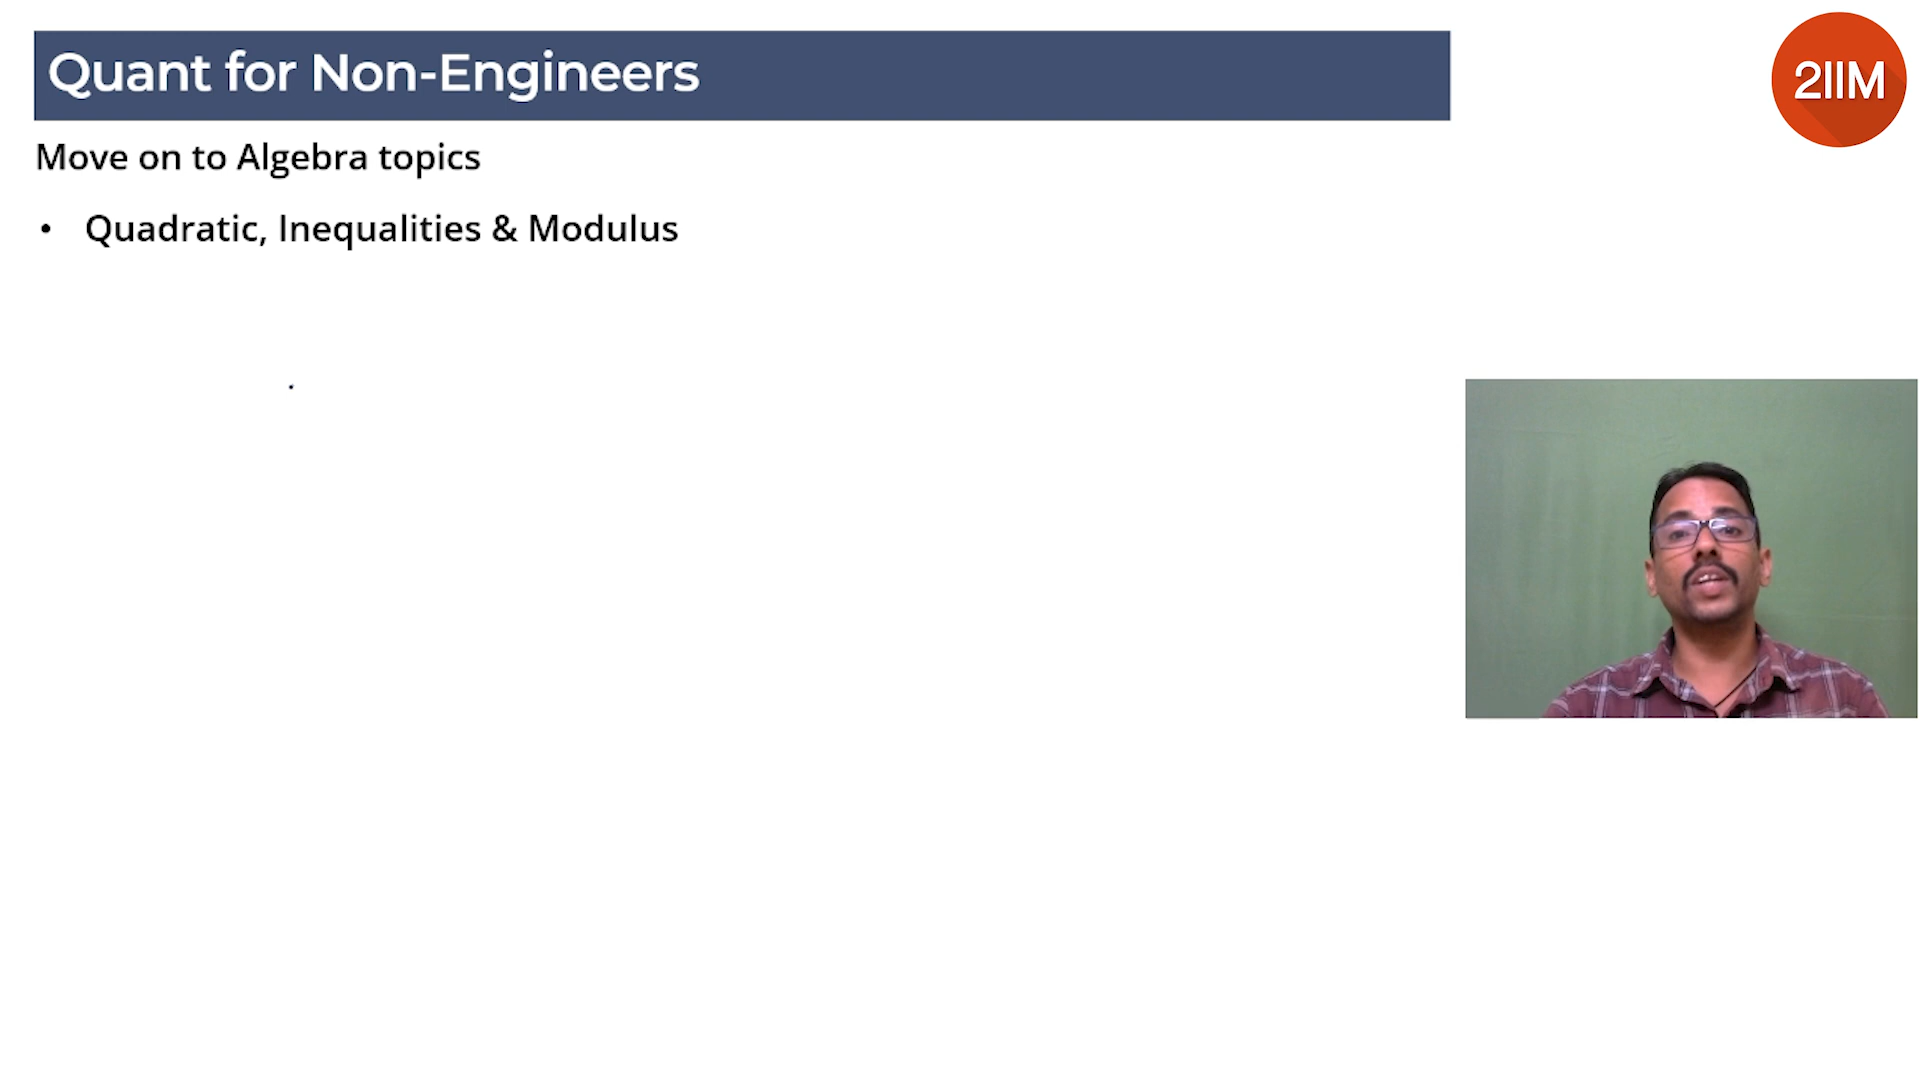 Quant for Non-Engineers
2IIM
Move on to Algebra topics
• Quadratic, Inequalities & Modulus